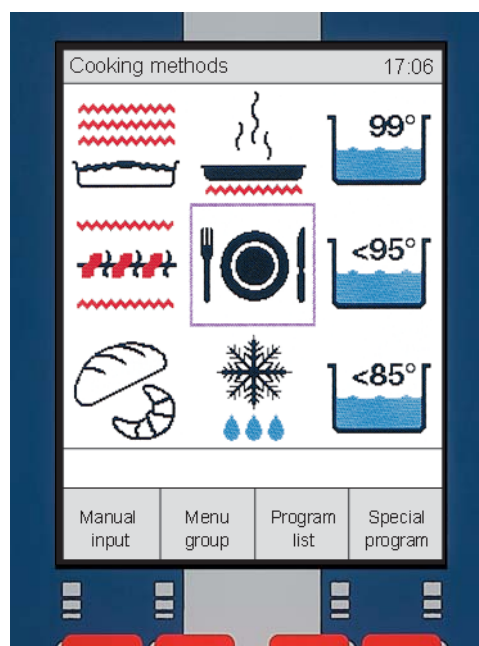 Cooking methods 17:06
99°
<95°
<85°
Manual input
Menu group
Program list
Special program